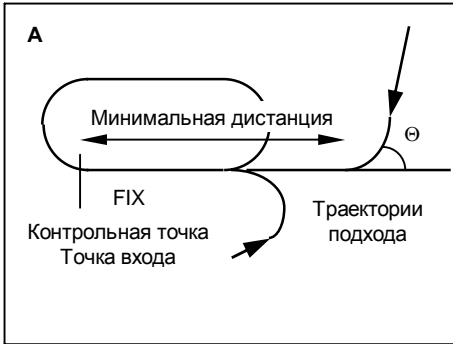 А
Минимальная дистанция
Θ
FIX
Контрольная точка
Точка входа
Траектории
подхода